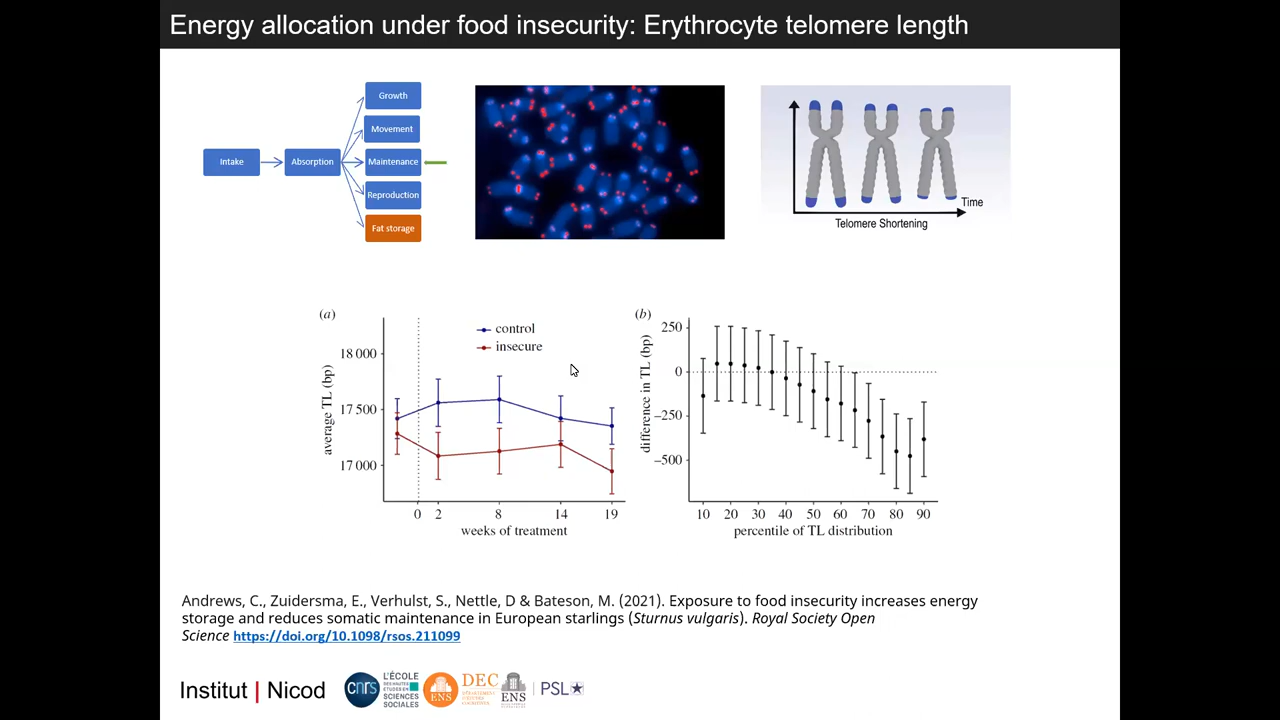 Energy allocation under food insecurity: Erythrocyte telomere length
Growth
Movement
Intake
Absorption
Maintenance
Reproduction
Fat storage
Time
Telomere Shortening
(a)
control
insecure
18 000
17 500
17 000
average TL (bp)
0 2 8 14 19
weeks of treatment
(b)
250
0
−250
−500
difference in TL (bp)
10 20 30 40 50 60 70 80 90
percentile of TL distribution
Andrews, C., Zuidersma, E., Verhulst, S., Nettle, D & Bateson, M. (2021). Exposure to food insecurity increases energy
storage and reduces somatic maintenance in European starlings (Sturnus vulgaris). Royal Society Open
Science https://doi.org/10.1098/rsos.211099
Institut | Nicod
cnrs
L'ÉCOLE
DES HAUTES
ÉTUDES EN
SCIENCES
SOCIALES
ENS
DEC
DÉPARTEMENT
D'ÉTUDES
COGNITIVES
ENS
PSL